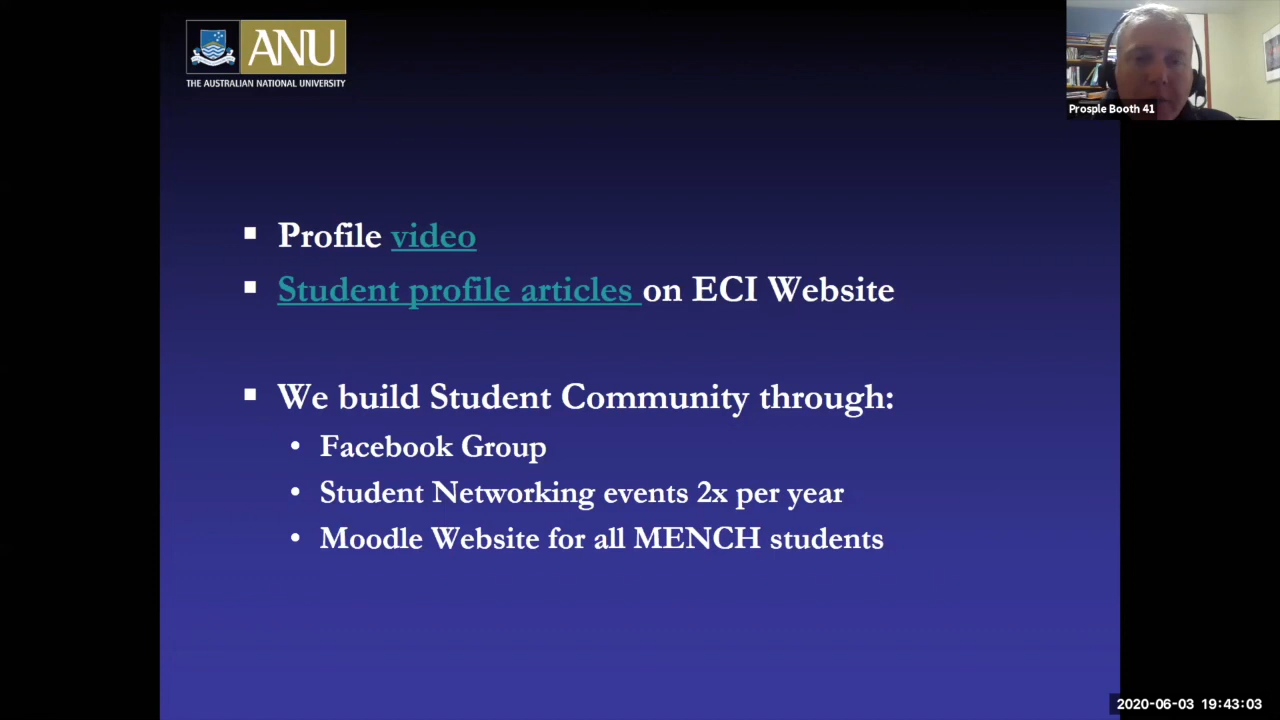 ANU
THE AUSTRALIAN NATIONAL UNIVERSITY
Prosple Booth 41
▪ Profile video
▪ Student profile articles on ECI Website
▪ We build Student Community through:
• Facebook Group
• Student Networking events 2x per year
• Moodle Website for all MENCH students
2020-06-03 19:43:03